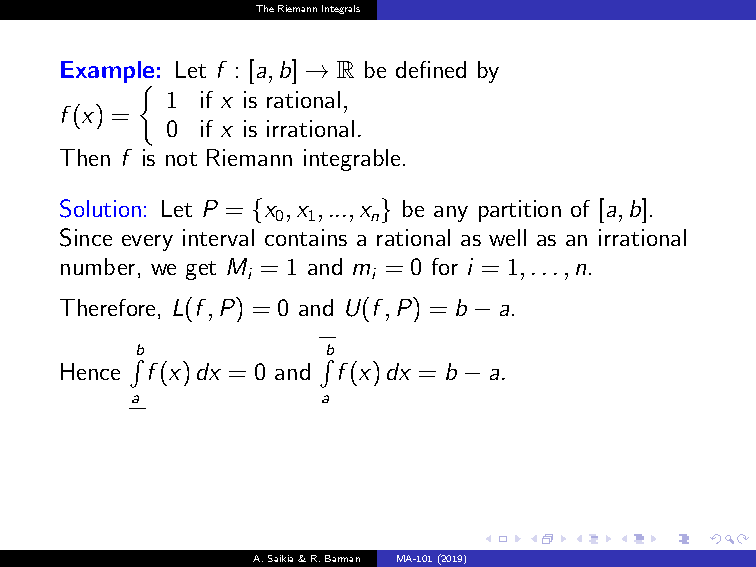 The Riemann Integrals
Example: Let f : [a, b] → ℝ be defined by
f(x) = { 1 if x is rational,
0 if x is irrational.
Then f is not Riemann integrable.
Solution: Let P = {x₀, x₁, ..., xₙ} be any partition of [a, b].
Since every interval contains a rational as well as an irrational
number, we get Mᵢ = 1 and mᵢ = 0 for i = 1, . . . , n.
Therefore, L(f, P) = 0 and U(f, P) = b − a.
Hence ∫̲ₐᵇ f(x) dx = 0 and ∫̅ₐᵇ f(x) dx = b − a.
A. Saikia & R. Barman MA-101 (2019)